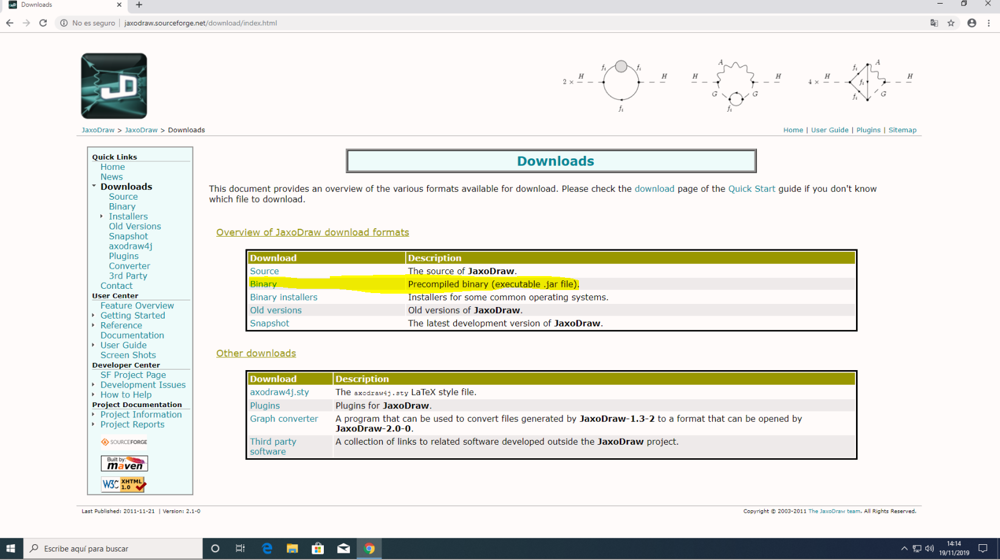 Downloads
No es seguro | jaxodraw.sourceforge.net/download/index.html
2 × H f_i f_i H f_i
H A H G G f_i
4 × H f_i A f_i f_i G H
JD
JaxoDraw > JaxoDraw > Downloads
Home | User Guide | Plugins | Sitemap
Quick Links
Home
News
Downloads
Source
Binary
Installers
Old Versions
Snapshot
axodraw4j
Plugins
Converter
3rd Party
Contact
User Center
Feature Overview
Getting Started
Reference
Documentation
User Guide
Screen Shots
Developer Center
SF Project Page
Development Issues
How to Help
Project Documentation
Project Information
Project Reports
SOURCEFORGE
Built by:
maven
W3C XHTML 1.0
Downloads
This document provides an overview of the various formats available for download. Please check the download page of the Quick Start guide if you don't know
which file to download.
Overview of JaxoDraw download formats
Download Description
Source The source of JaxoDraw.
Binary Precompiled binary (executable .jar file).
Binary installers Installers for some common operating systems.
Old versions Old versions of JaxoDraw.
Snapshot The latest development version of JaxoDraw.
Other downloads
Download Description
axodraw4j.sty The axodraw4j.sty LaTeX style file.
Plugins Plugins for JaxoDraw.
Graph converter A program that can be used to convert files generated by JaxoDraw-1.3-2 to a format that can be opened by
JaxoDraw-2.0-0.
Third party A collection of links to related software developed outside the JaxoDraw project.
software
Last Published: 2011-11-21 | Version: 2.1-0
Copyright © 2003-2011 The JaxoDraw team. All Rights Reserved.
Escribe aquí para buscar
14:14
19/11/2019